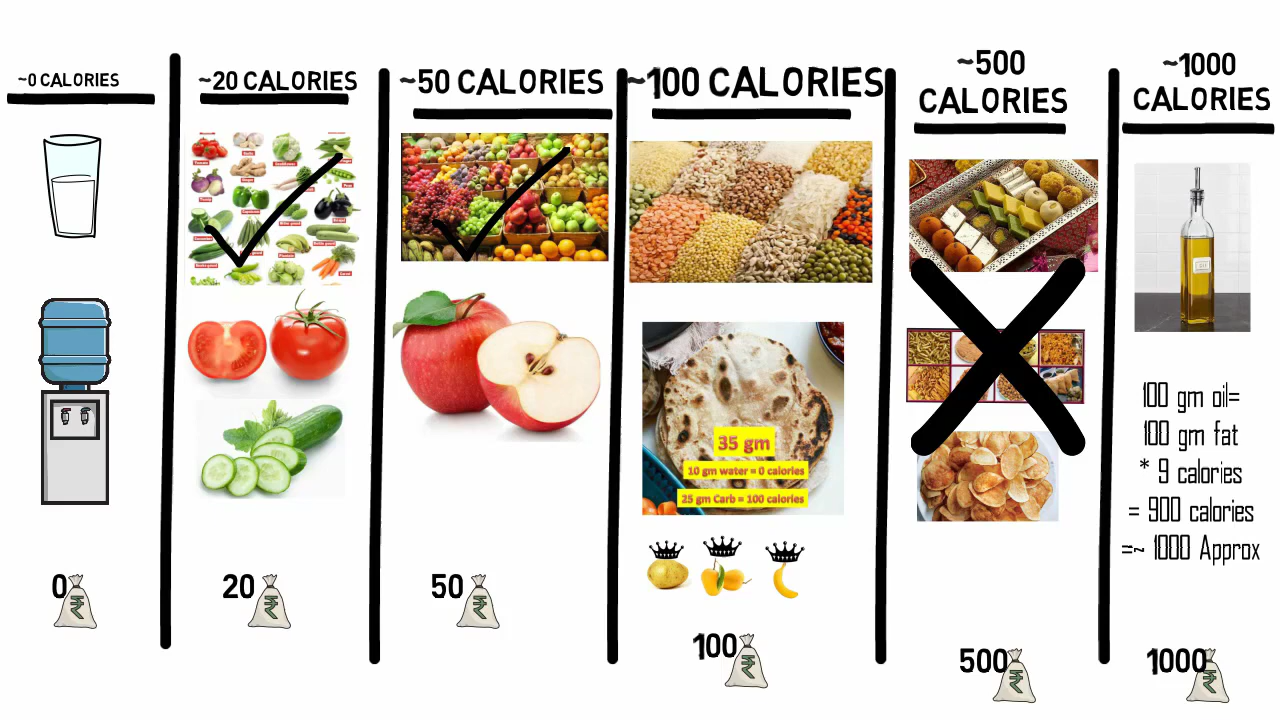 ~0 CALORIES
0
~20 CALORIES
20
~50 CALORIES
50
~100 CALORIES
35 gm
10 gm water = 0 calories
25 gm Carb = 100 calories
100
~500
CALORIES
500
~1000
CALORIES
100 gm oil=
100 gm fat
* 9 calories
= 900 calories
=~ 1000 Approx
1000